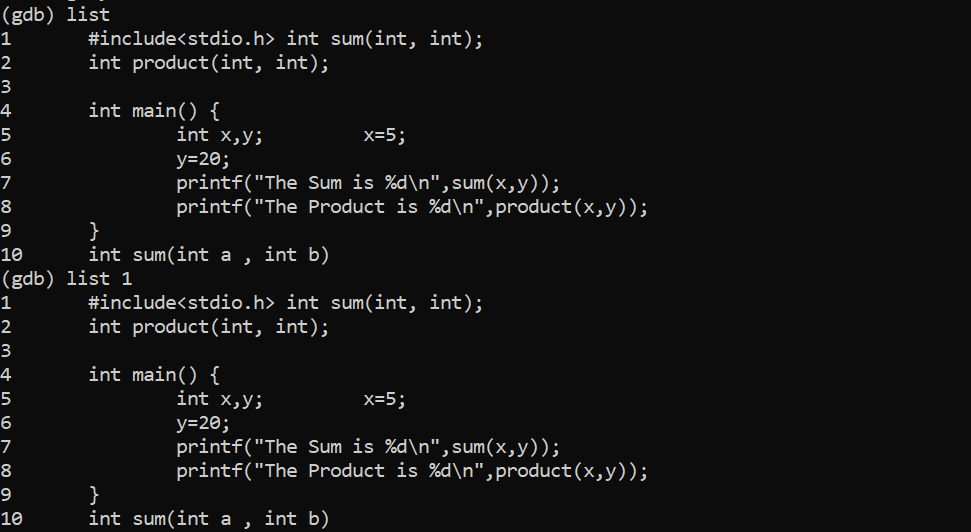 (gdb) list
1       #include<stdio.h> int sum(int, int);
2       int product(int, int);
3
4       int main() {
5               int x,y;         x=5;
6               y=20;
7               printf("The Sum is %d\n",sum(x,y));
8               printf("The Product is %d\n",product(x,y));
9       }
10      int sum(int a , int b)
(gdb) list 1
1       #include<stdio.h> int sum(int, int);
2       int product(int, int);
3
4       int main() {
5               int x,y;         x=5;
6               y=20;
7               printf("The Sum is %d\n",sum(x,y));
8               printf("The Product is %d\n",product(x,y));
9       }
10      int sum(int a , int b)